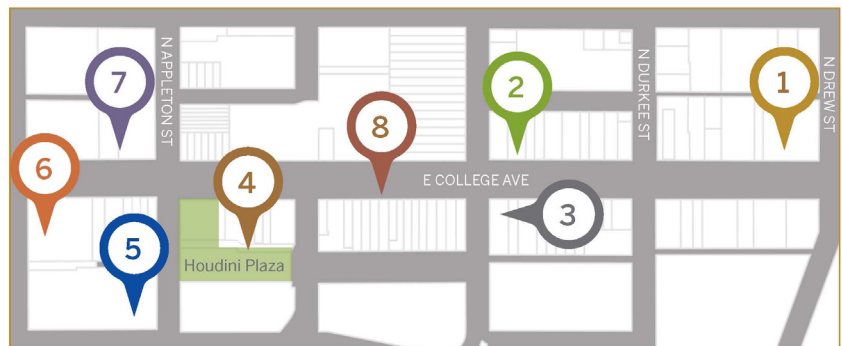 N APPLETON ST
N DURKEE ST
N DREW ST
7
2
1
8
6
4
E COLLEGE AVE
3
5
Houdini Plaza